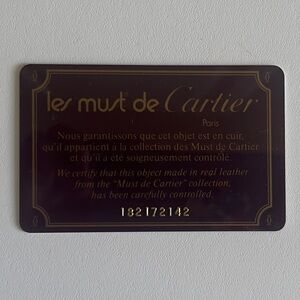 les must de Cartier
Paris
Nous garantissons que cet objet est en cuir,
qu'il appartient à la collection des Must de Cartier
et qu'il a été soigneusement contrôlé.
We certify that this object made in real leather
from the "Must de Cartier" collection,
has been carefully controlled.
182172142